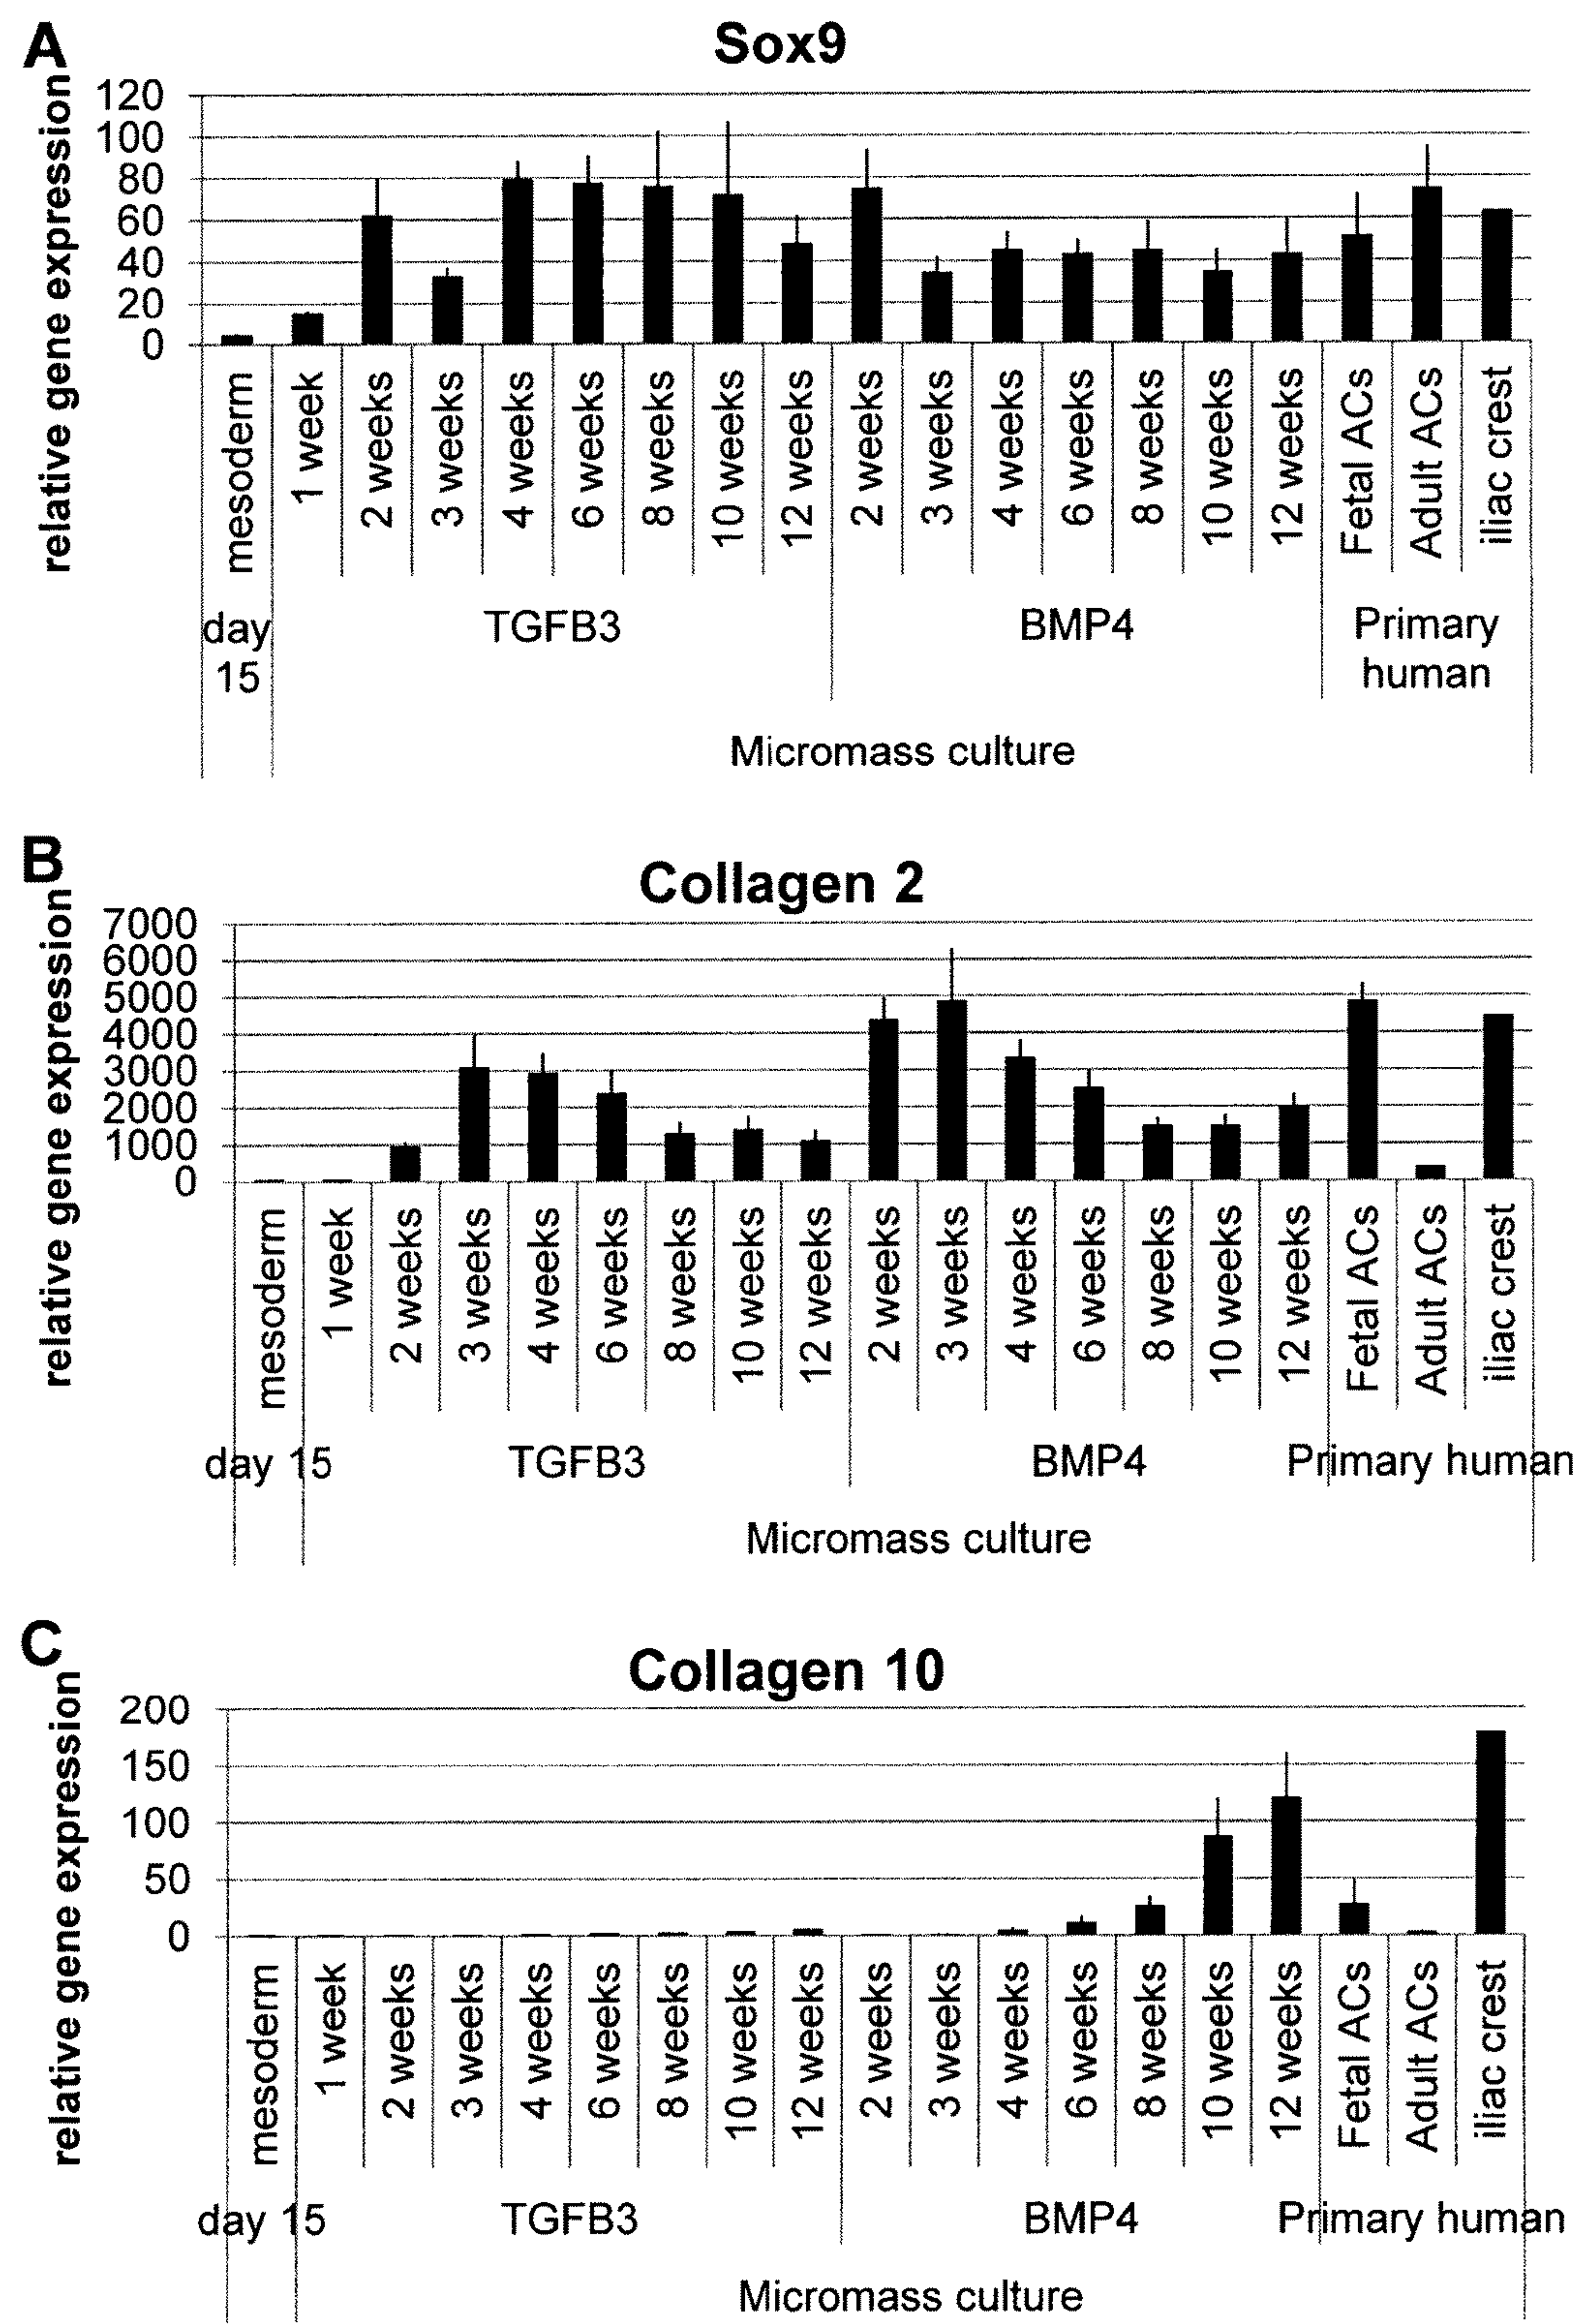 A
Sox9
relative gene expression
120
100
80
60
40
20
0
mesoderm
1 week
2 weeks
3 weeks
4 weeks
6 weeks
8 weeks
10 weeks
12 weeks
2 weeks
3 weeks
4 weeks
6 weeks
8 weeks
10 weeks
12 weeks
Fetal ACs
Adult ACs
iliac crest
day
15
TGFB3
BMP4
Primary
human
Micromass culture
B
Collagen 2
relative gene expression
7000
6000
5000
4000
3000
2000
1000
0
mesoderm
1 week
2 weeks
3 weeks
4 weeks
6 weeks
8 weeks
10 weeks
12 weeks
2 weeks
3 weeks
4 weeks
6 weeks
8 weeks
10 weeks
12 weeks
Fetal ACs
Adult ACs
iliac crest
day 15
TGFB3
BMP4
Primary human
Micromass culture
C
Collagen 10
relative gene expression
200
150
100
50
0
mesoderm
1 week
2 weeks
3 weeks
4 weeks
6 weeks
8 weeks
10 weeks
12 weeks
2 weeks
3 weeks
4 weeks
6 weeks
8 weeks
10 weeks
12 weeks
Fetal ACs
Adult ACs
iliac crest
day 15
TGFB3
BMP4
Primary human
Micromass culture